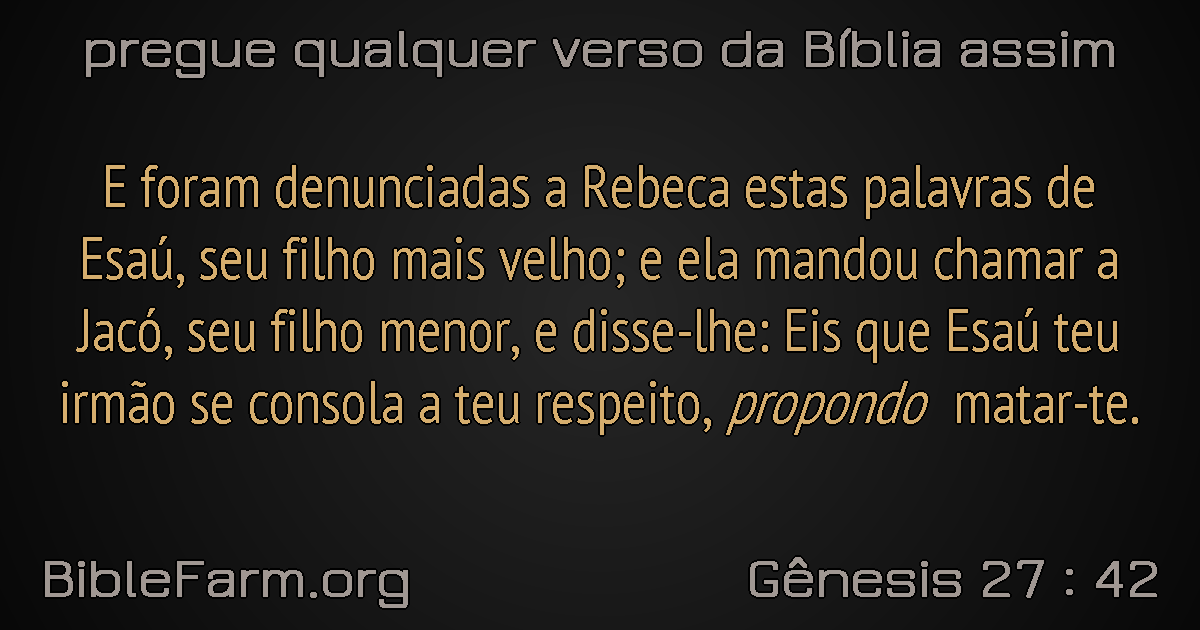 pregue qualquer verso da Bíblia assim
E foram denunciadas a Rebeca estas palavras de
Esaú, seu filho mais velho; e ela mandou chamar a
Jacó, seu filho menor, e disse-lhe: Eis que Esaú teu
irmão se consola a teu respeito, propondo matar-te.
BibleFarm.org
Gênesis 27 : 42